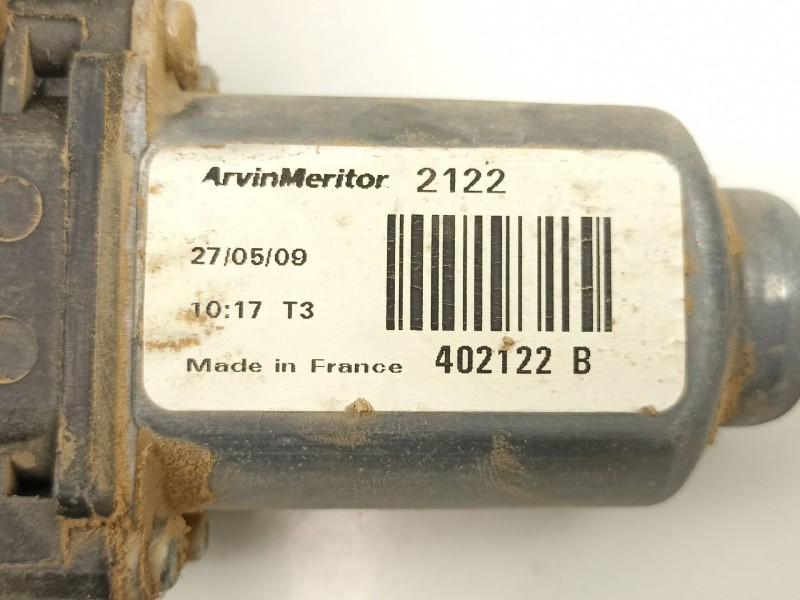 ArvinMeritor 2122
27/05/09
10:17 T3
Made in France 402122 B